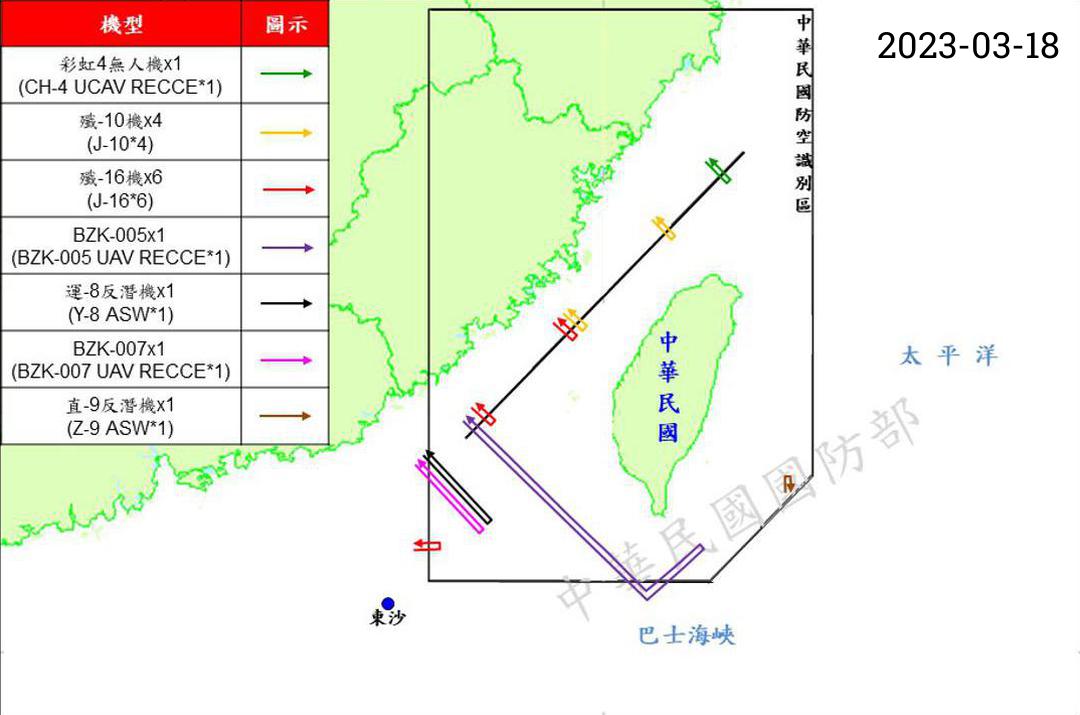 機型 圖示
彩虹4無人機x1
(CH-4 UCAV RECCE*1)
殲-10機x4
(J-10*4)
殲-16機x6
(J-16*6)
BZK-005x1
(BZK-005 UAV RECCE*1)
運-8反潛機x1
(Y-8 ASW*1)
BZK-007x1
(BZK-007 UAV RECCE*1)
直-9反潛機x1
(Z-9 ASW*1)
2023-03-18
中華民國防空識別區
中華民國
太平洋
中華民國國防部
東沙
巴士海峽